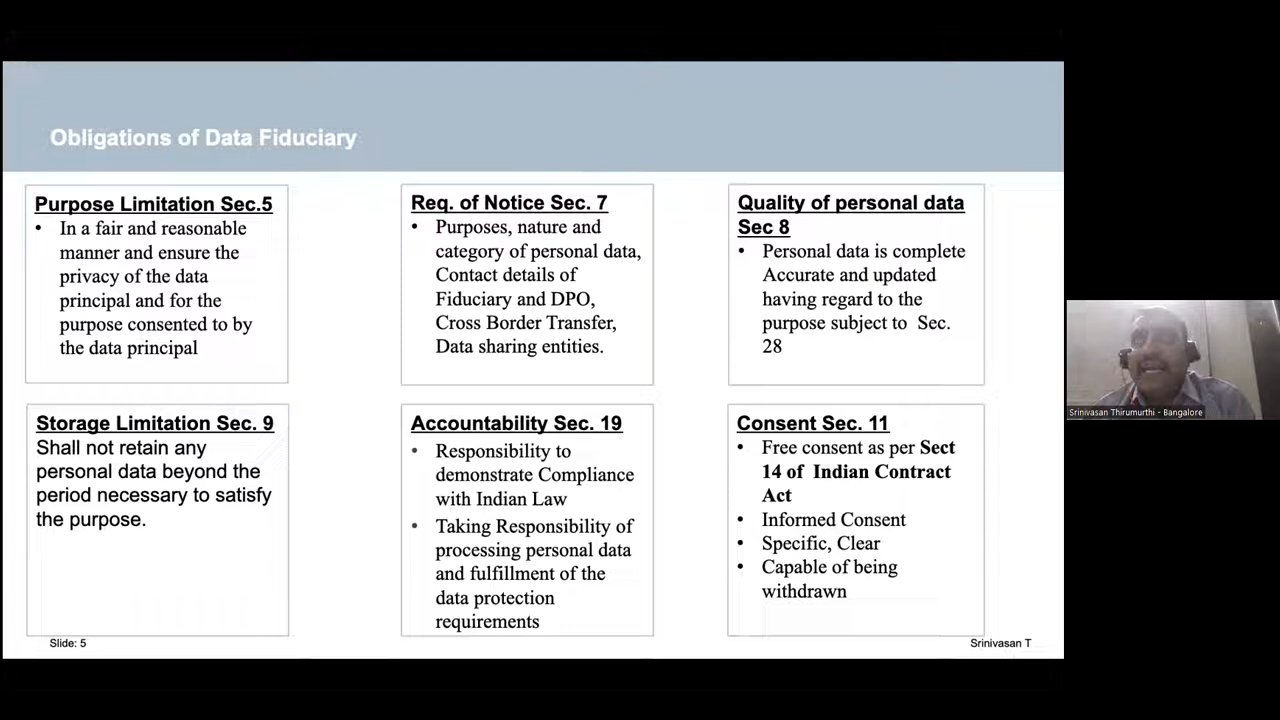 Obligations of Data Fiduciary
Purpose Limitation Sec.5
• In a fair and reasonable
manner and ensure the
privacy of the data
principal and for the
purpose consented to by
the data principal
Req. of Notice Sec. 7
• Purposes, nature and
category of personal data,
Contact details of
Fiduciary and DPO,
Cross Border Transfer,
Data sharing entities.
Quality of personal data
Sec 8
• Personal data is complete
Accurate and updated
having regard to the
purpose subject to Sec.
28
Storage Limitation Sec. 9
Shall not retain any
personal data beyond the
period necessary to satisfy
the purpose.
Accountability Sec. 19
• Responsibility to
demonstrate Compliance
with Indian Law
• Taking Responsibility of
processing personal data
and fulfillment of the
data protection
requirements
Consent Sec. 11
• Free consent as per Sect
14 of Indian Contract
Act
• Informed Consent
• Specific, Clear
• Capable of being
withdrawn
Slide: 5
Srinivasan T
Srinivasan Thirumurthi - Bangalore